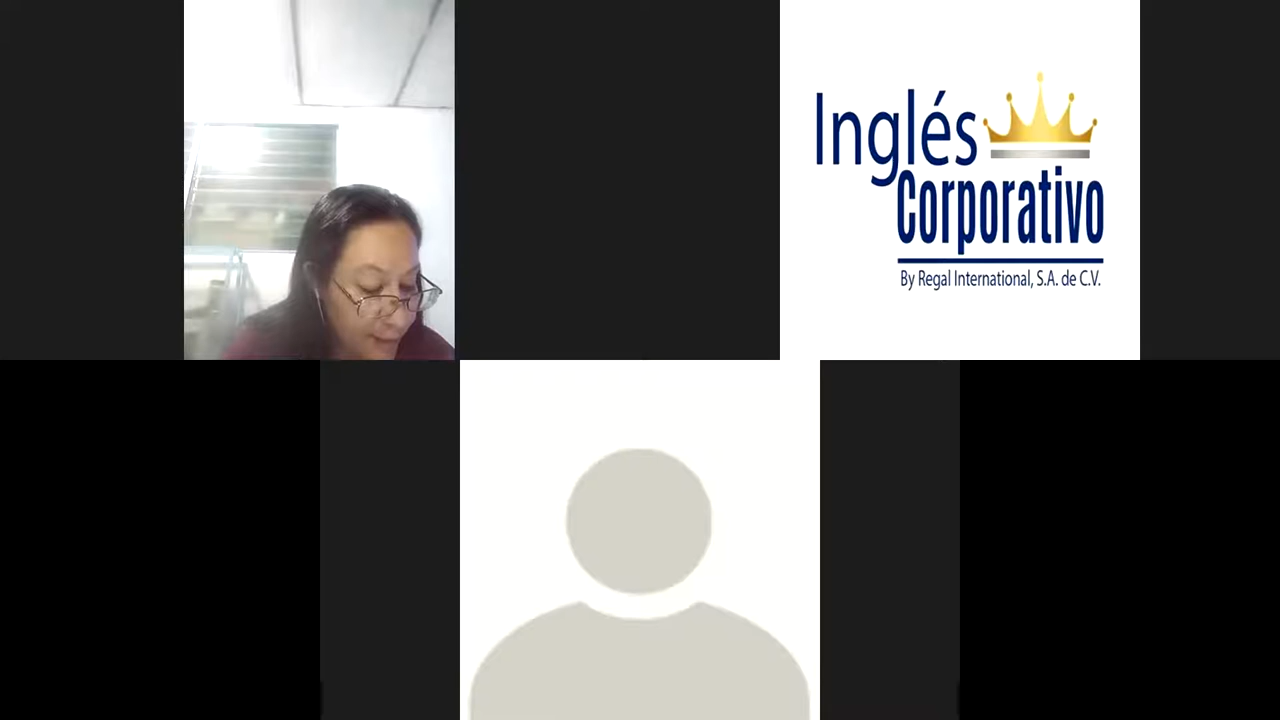 Inglés
Corporativo
By Regal International, S.A. de C.V.